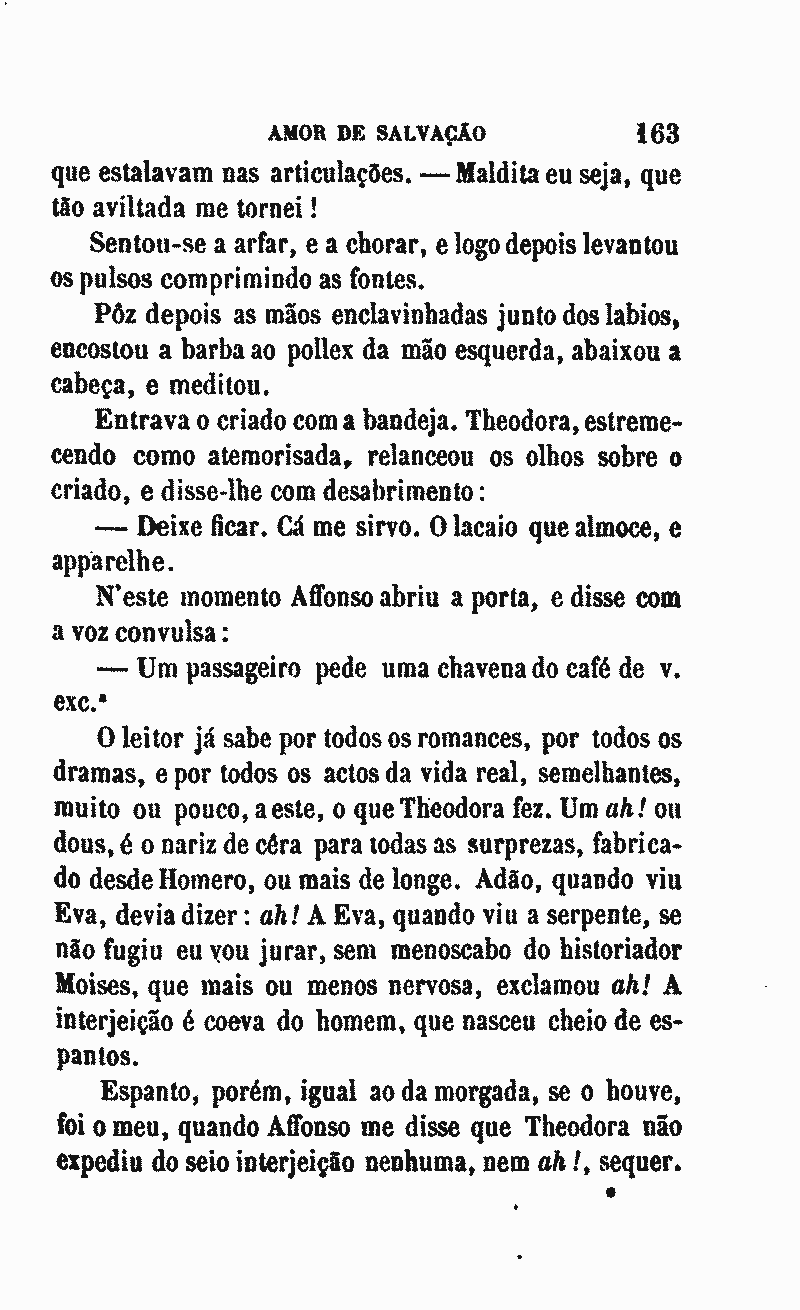 AMOR DE SALVAÇÃO 163
que estalavam nas articulações. — Maldita eu seja, que
tão aviltada me tornei!
Sentou-se a arfar, e a chorar, e logo depois levantou
os pulsos comprimindo as fontes.
Pôz depois as mãos enclavinhadas junto dos labios,
encostou a barba ao pollex da mão esquerda, abaixou a
cabeça, e meditou.
Entrava o criado com a bandeja. Theodora, estreme-
cendo como atemorisada, relanceou os olhos sobre o
criado, e disse-lhe com desabrimento:
— Deixe ficar. Cá me sirvo. O lacaio que almoce, e
apparelhe.
N'este momento Affonso abriu a porta, e disse com
a voz convulsa:
— Um passageiro pede uma chavena do café de v.
exc.ª
O leitor já sabe por todos os romances, por todos os
dramas, e por todos os actos da vida real, semelhantes,
muito ou pouco, a este, o que Theodora fez. Um ah! ou
dous, é o nariz de cêra para todas as surprezas, fabrica-
do desde Homero, ou mais de longe. Adão, quando viu
Eva, devia dizer: ah! A Eva, quando viu a serpente, se
não fugiu eu vou jurar, sem menoscabo do historiador
Moises, que mais ou menos nervosa, exclamou ah! A
interjeição é coeva do homem, que nasceu cheio de es-
pantos.
Espanto, porém, igual ao da morgada, se o houve,
foi o meu, quando Affonso me disse que Theodora não
expediu do seio interjeição nenhuma, nem ah!, sequer.